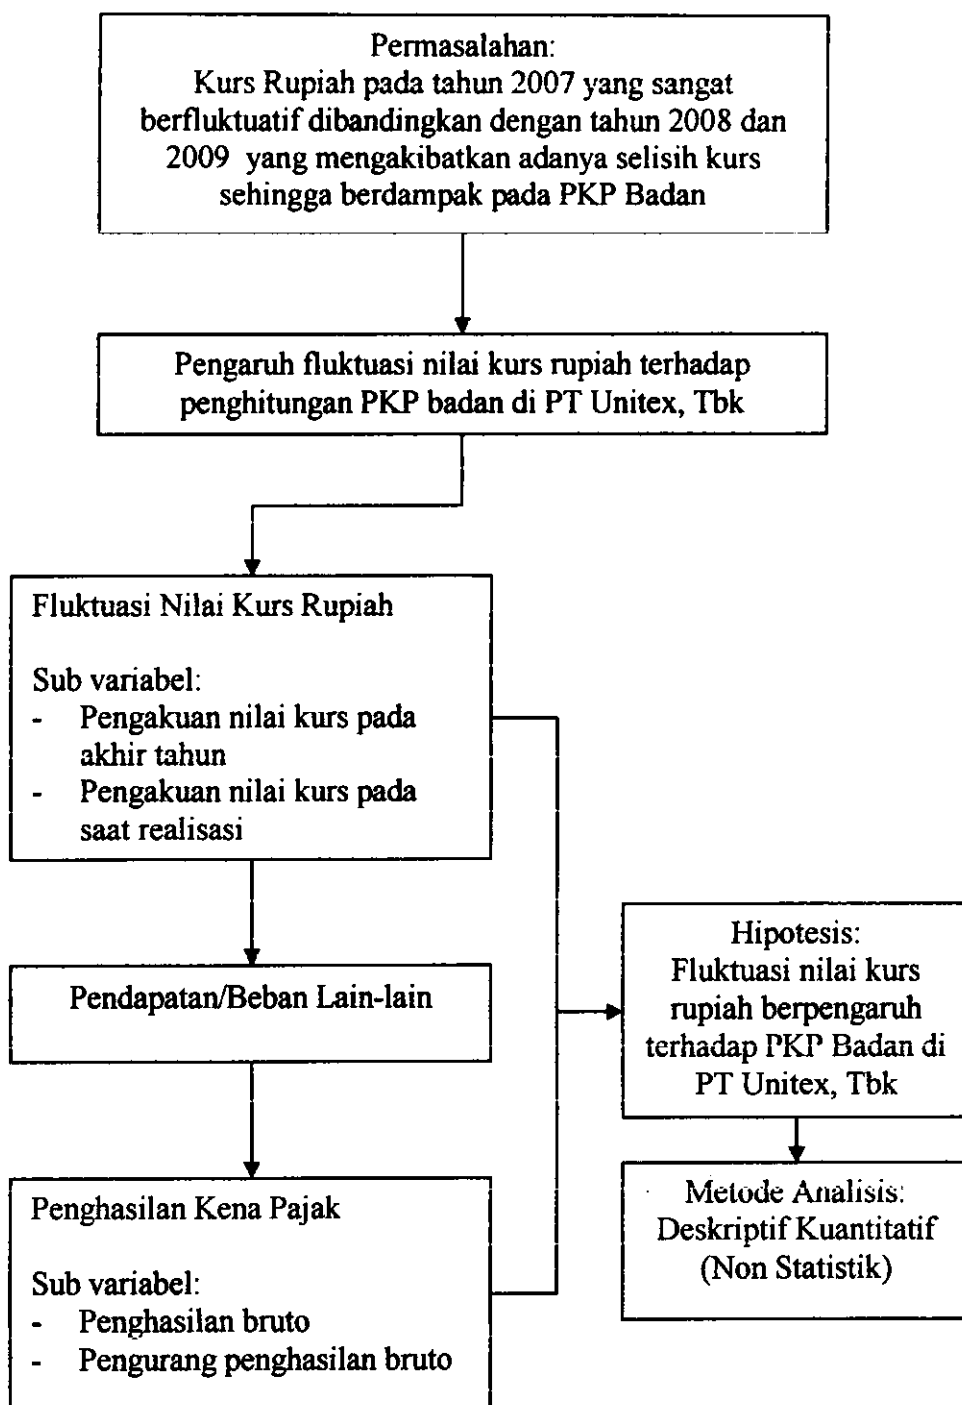 Permasalahan:
Kurs Rupiah pada tahun 2007 yang sangat
berfluktuatif dibandingkan dengan tahun 2008 dan
2009 yang mengakibatkan adanya selisih kurs
sehingga berdampak pada PKP Badan
Pengaruh fluktuasi nilai kurs rupiah terhadap
penghitungan PKP badan di PT Unitex, Tbk
Fluktuasi Nilai Kurs Rupiah
Sub variabel:
- Pengakuan nilai kurs pada
akhir tahun
- Pengakuan nilai kurs pada
saat realisasi
Pendapatan/Beban Lain-lain
Penghasilan Kena Pajak
Sub variabel:
- Penghasilan bruto
- Pengurang penghasilan bruto
Hipotesis:
Fluktuasi nilai kurs
rupiah berpengaruh
terhadap PKP Badan di
PT Unitex, Tbk
Metode Analisis:
Deskriptif Kuantitatif
(Non Statistik)